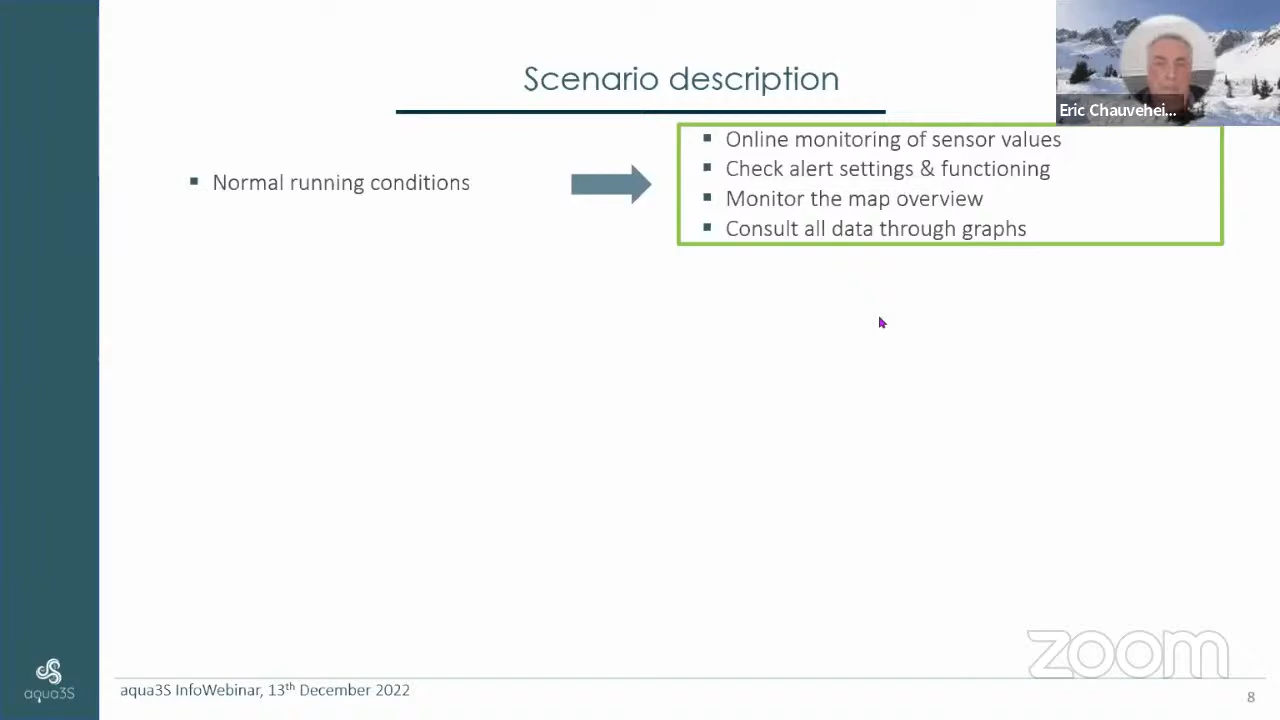 Scenario description
Eric Chauvehei...
▪ Normal running conditions
▪ Online monitoring of sensor values
▪ Check alert settings & functioning
▪ Monitor the map overview
▪ Consult all data through graphs
zoom
aqua3S
aqua3S InfoWebinar, 13th December 2022
8